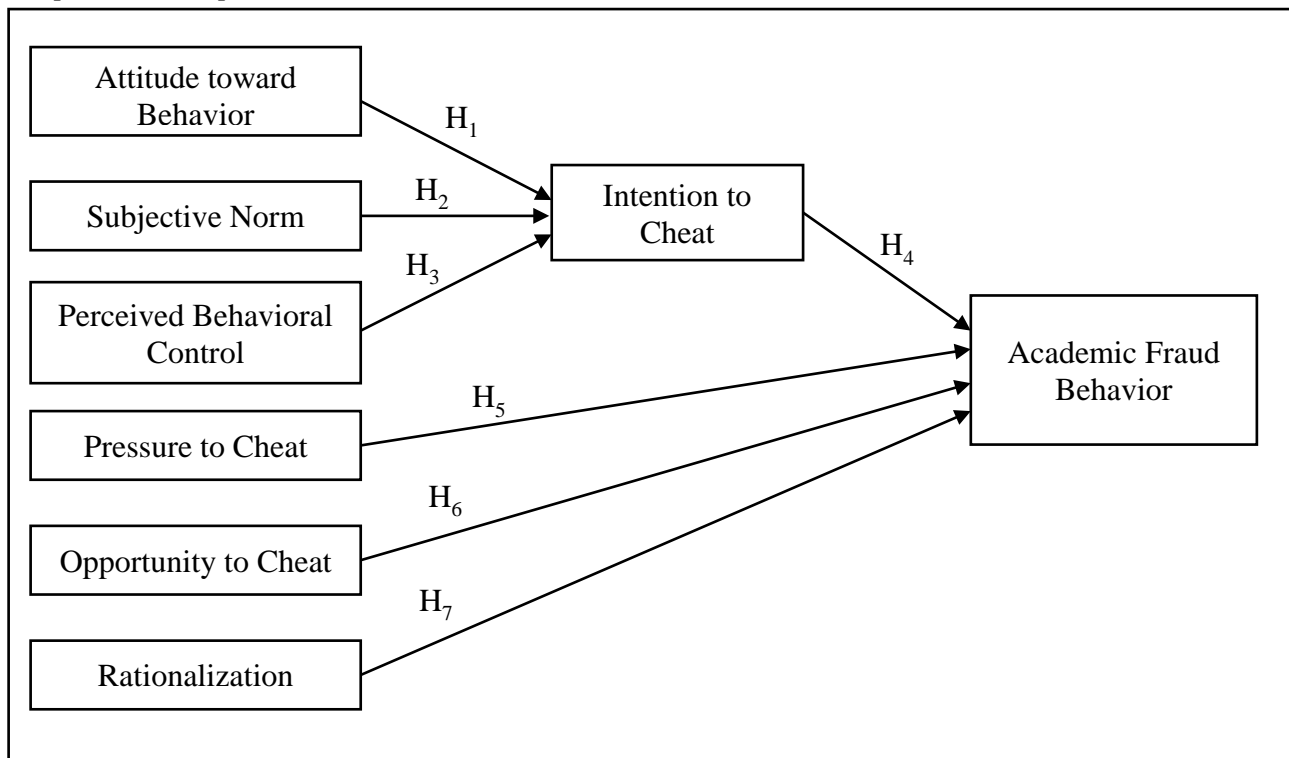 Attitude toward
Behavior
H₁
Subjective Norm
H₂
Intention to
Cheat
H₃
Perceived Behavioral
Control
H₄
Academic Fraud
Behavior
H₅
Pressure to Cheat
H₆
Opportunity to Cheat
H₇
Rationalization